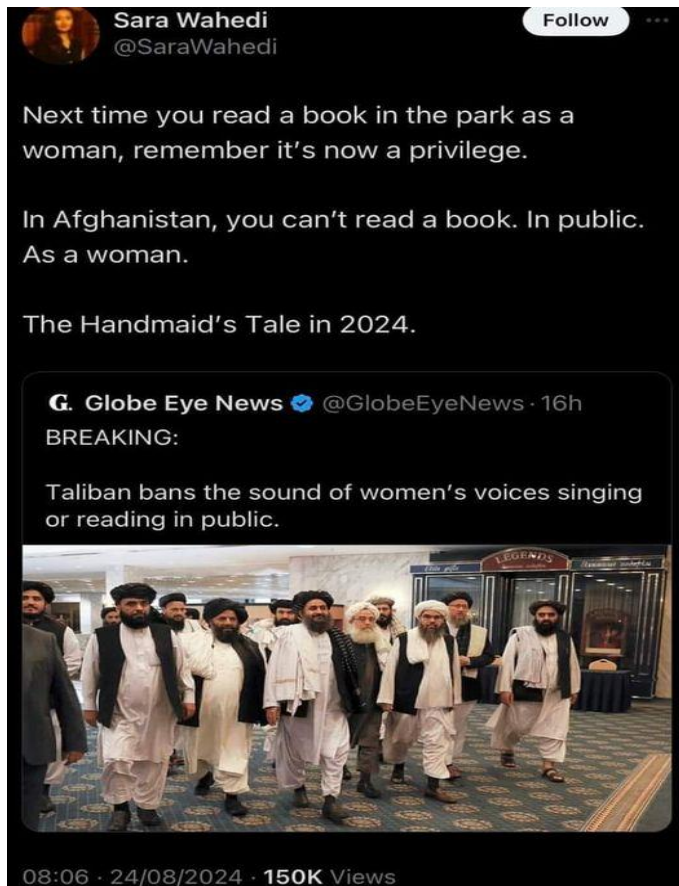 Sara Wahedi
Follow
@SaraWahedi
Next time you read a book in the park as a
woman, remember it's now a privilege.
In Afghanistan, you can't read a book. In public.
As a woman.
The Handmaid's Tale in 2024.
G. Globe Eye News @GlobeEyeNews · 16h
BREAKING:
Taliban bans the sound of women's voices singing
or reading in public.
LEGENDS
08:06 · 24/08/2024 · 150K Views